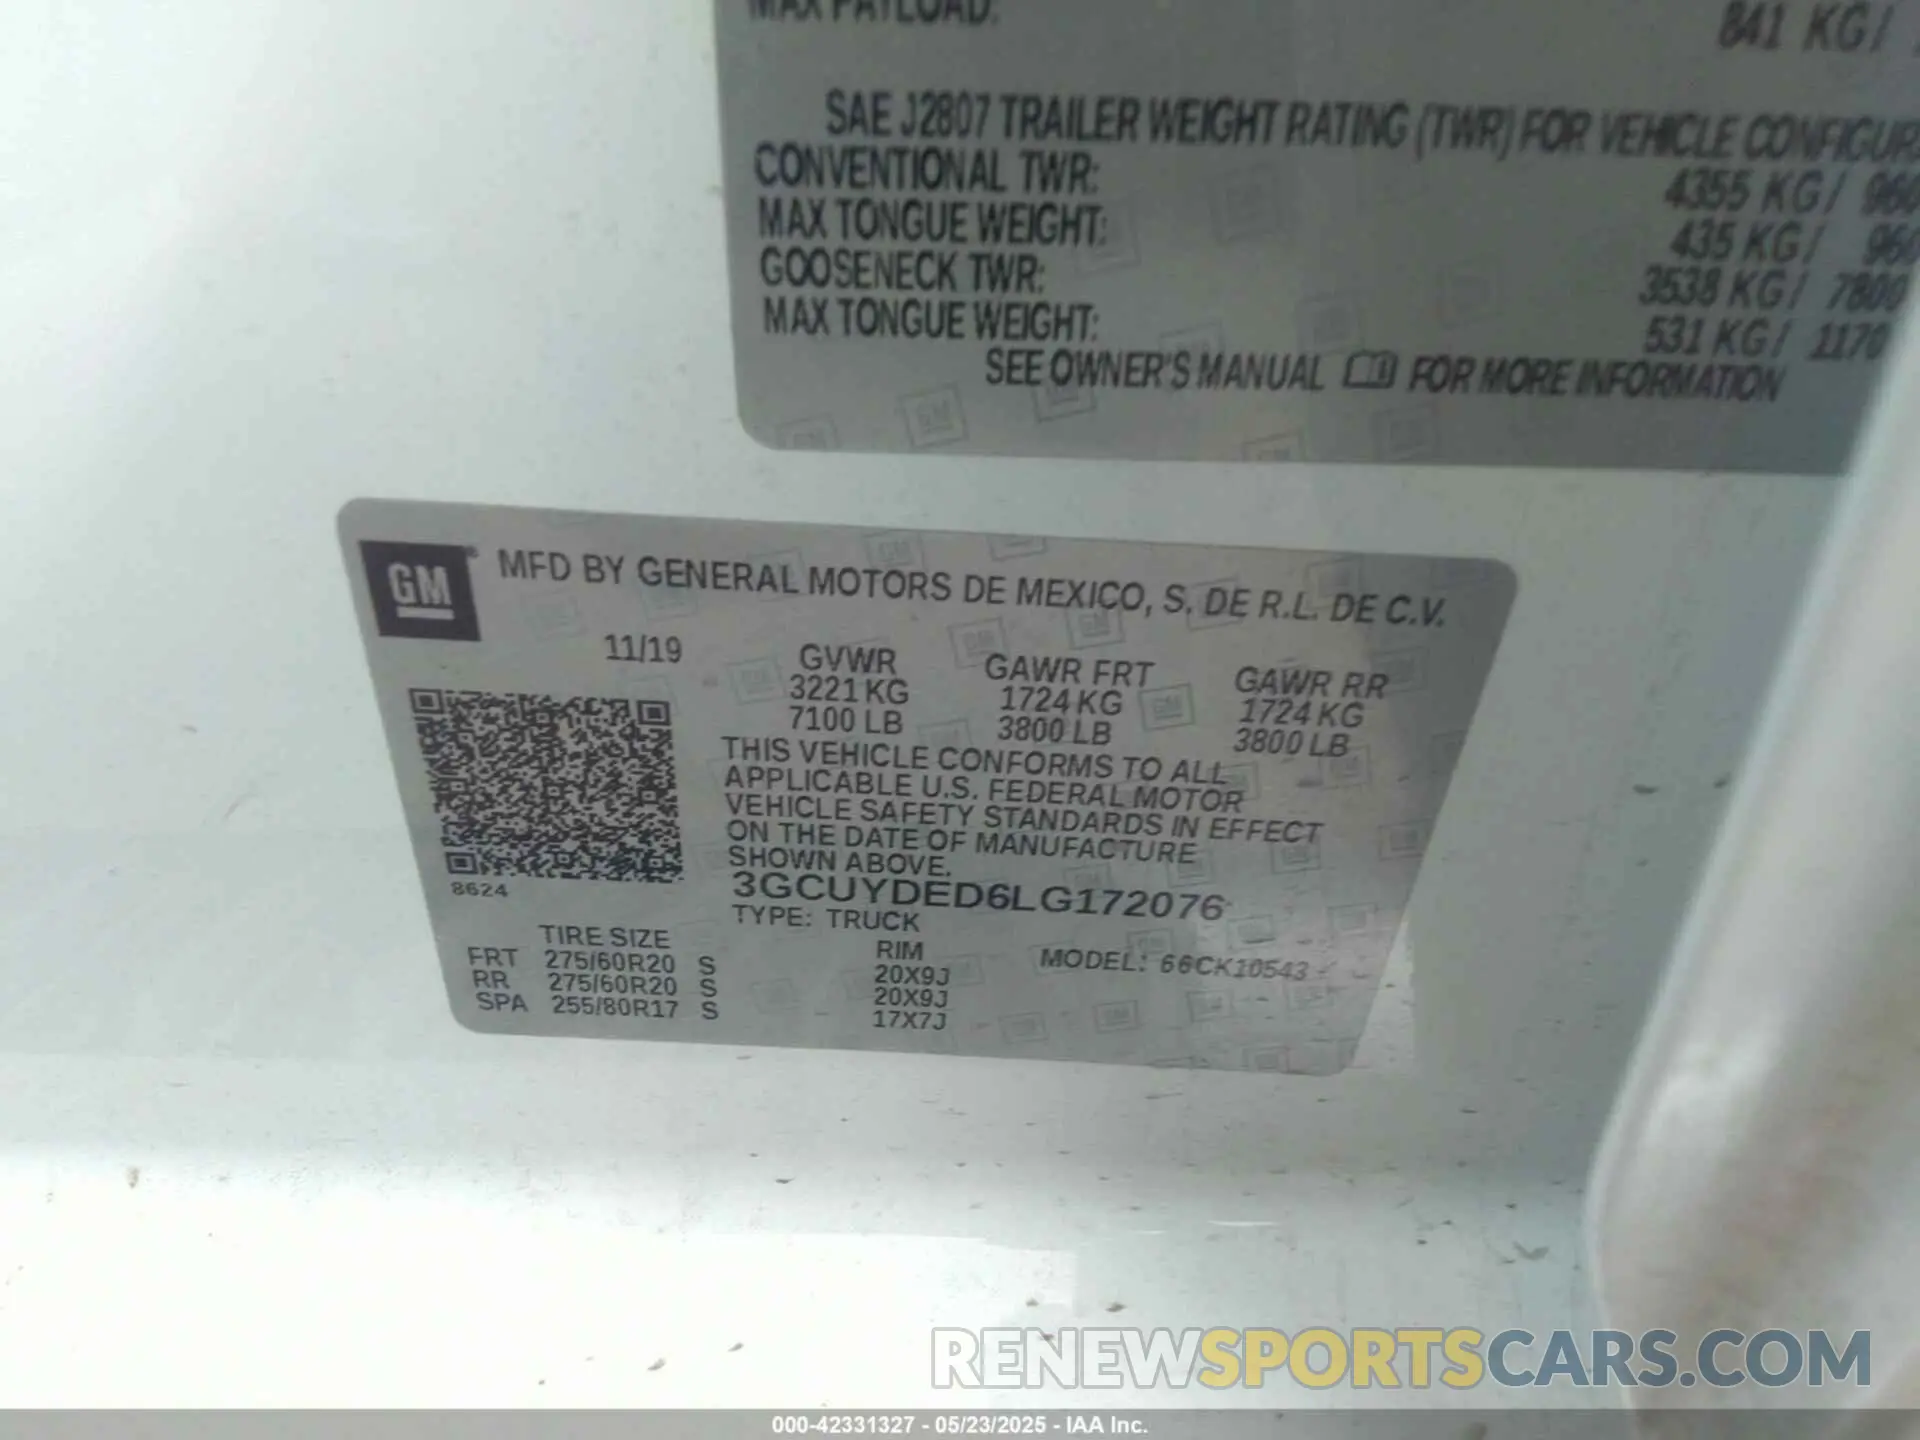 MAX PAYLOAD: 841 KG/
SAE J2807 TRAILER WEIGHT RATING (TWR) FOR VEHICLE CONFIGUR
CONVENTIONAL TWR: 4355 KG/ 960
MAX TONGUE WEIGHT: 435 KG/ 960
GOOSENECK TWR: 3538 KG/ 7800
MAX TONGUE WEIGHT: 531 KG/ 1170
SEE OWNER'S MANUAL FOR MORE INFORMATION
GM MFD BY GENERAL MOTORS DE MEXICO, S. DE R.L. DE C.V.
11/19 GVWR GAWR FRT GAWR RR
3221 KG 1724 KG 1724 KG
7100 LB 3800 LB 3800 LB
THIS VEHICLE CONFORMS TO ALL
APPLICABLE U.S. FEDERAL MOTOR
VEHICLE SAFETY STANDARDS IN EFFECT
ON THE DATE OF MANUFACTURE
SHOWN ABOVE.
8624 3GCUYDED6LG172076
TYPE: TRUCK
TIRE SIZE RIM MODEL: 66CK10543
FRT 275/60R20 S 20X9J
RR 275/60R20 S 20X9J
SPA 255/80R17 S 17X7J
RENEWSPORTSCARS.COM
000-42331327 - 05/23/2025 - IAA Inc.